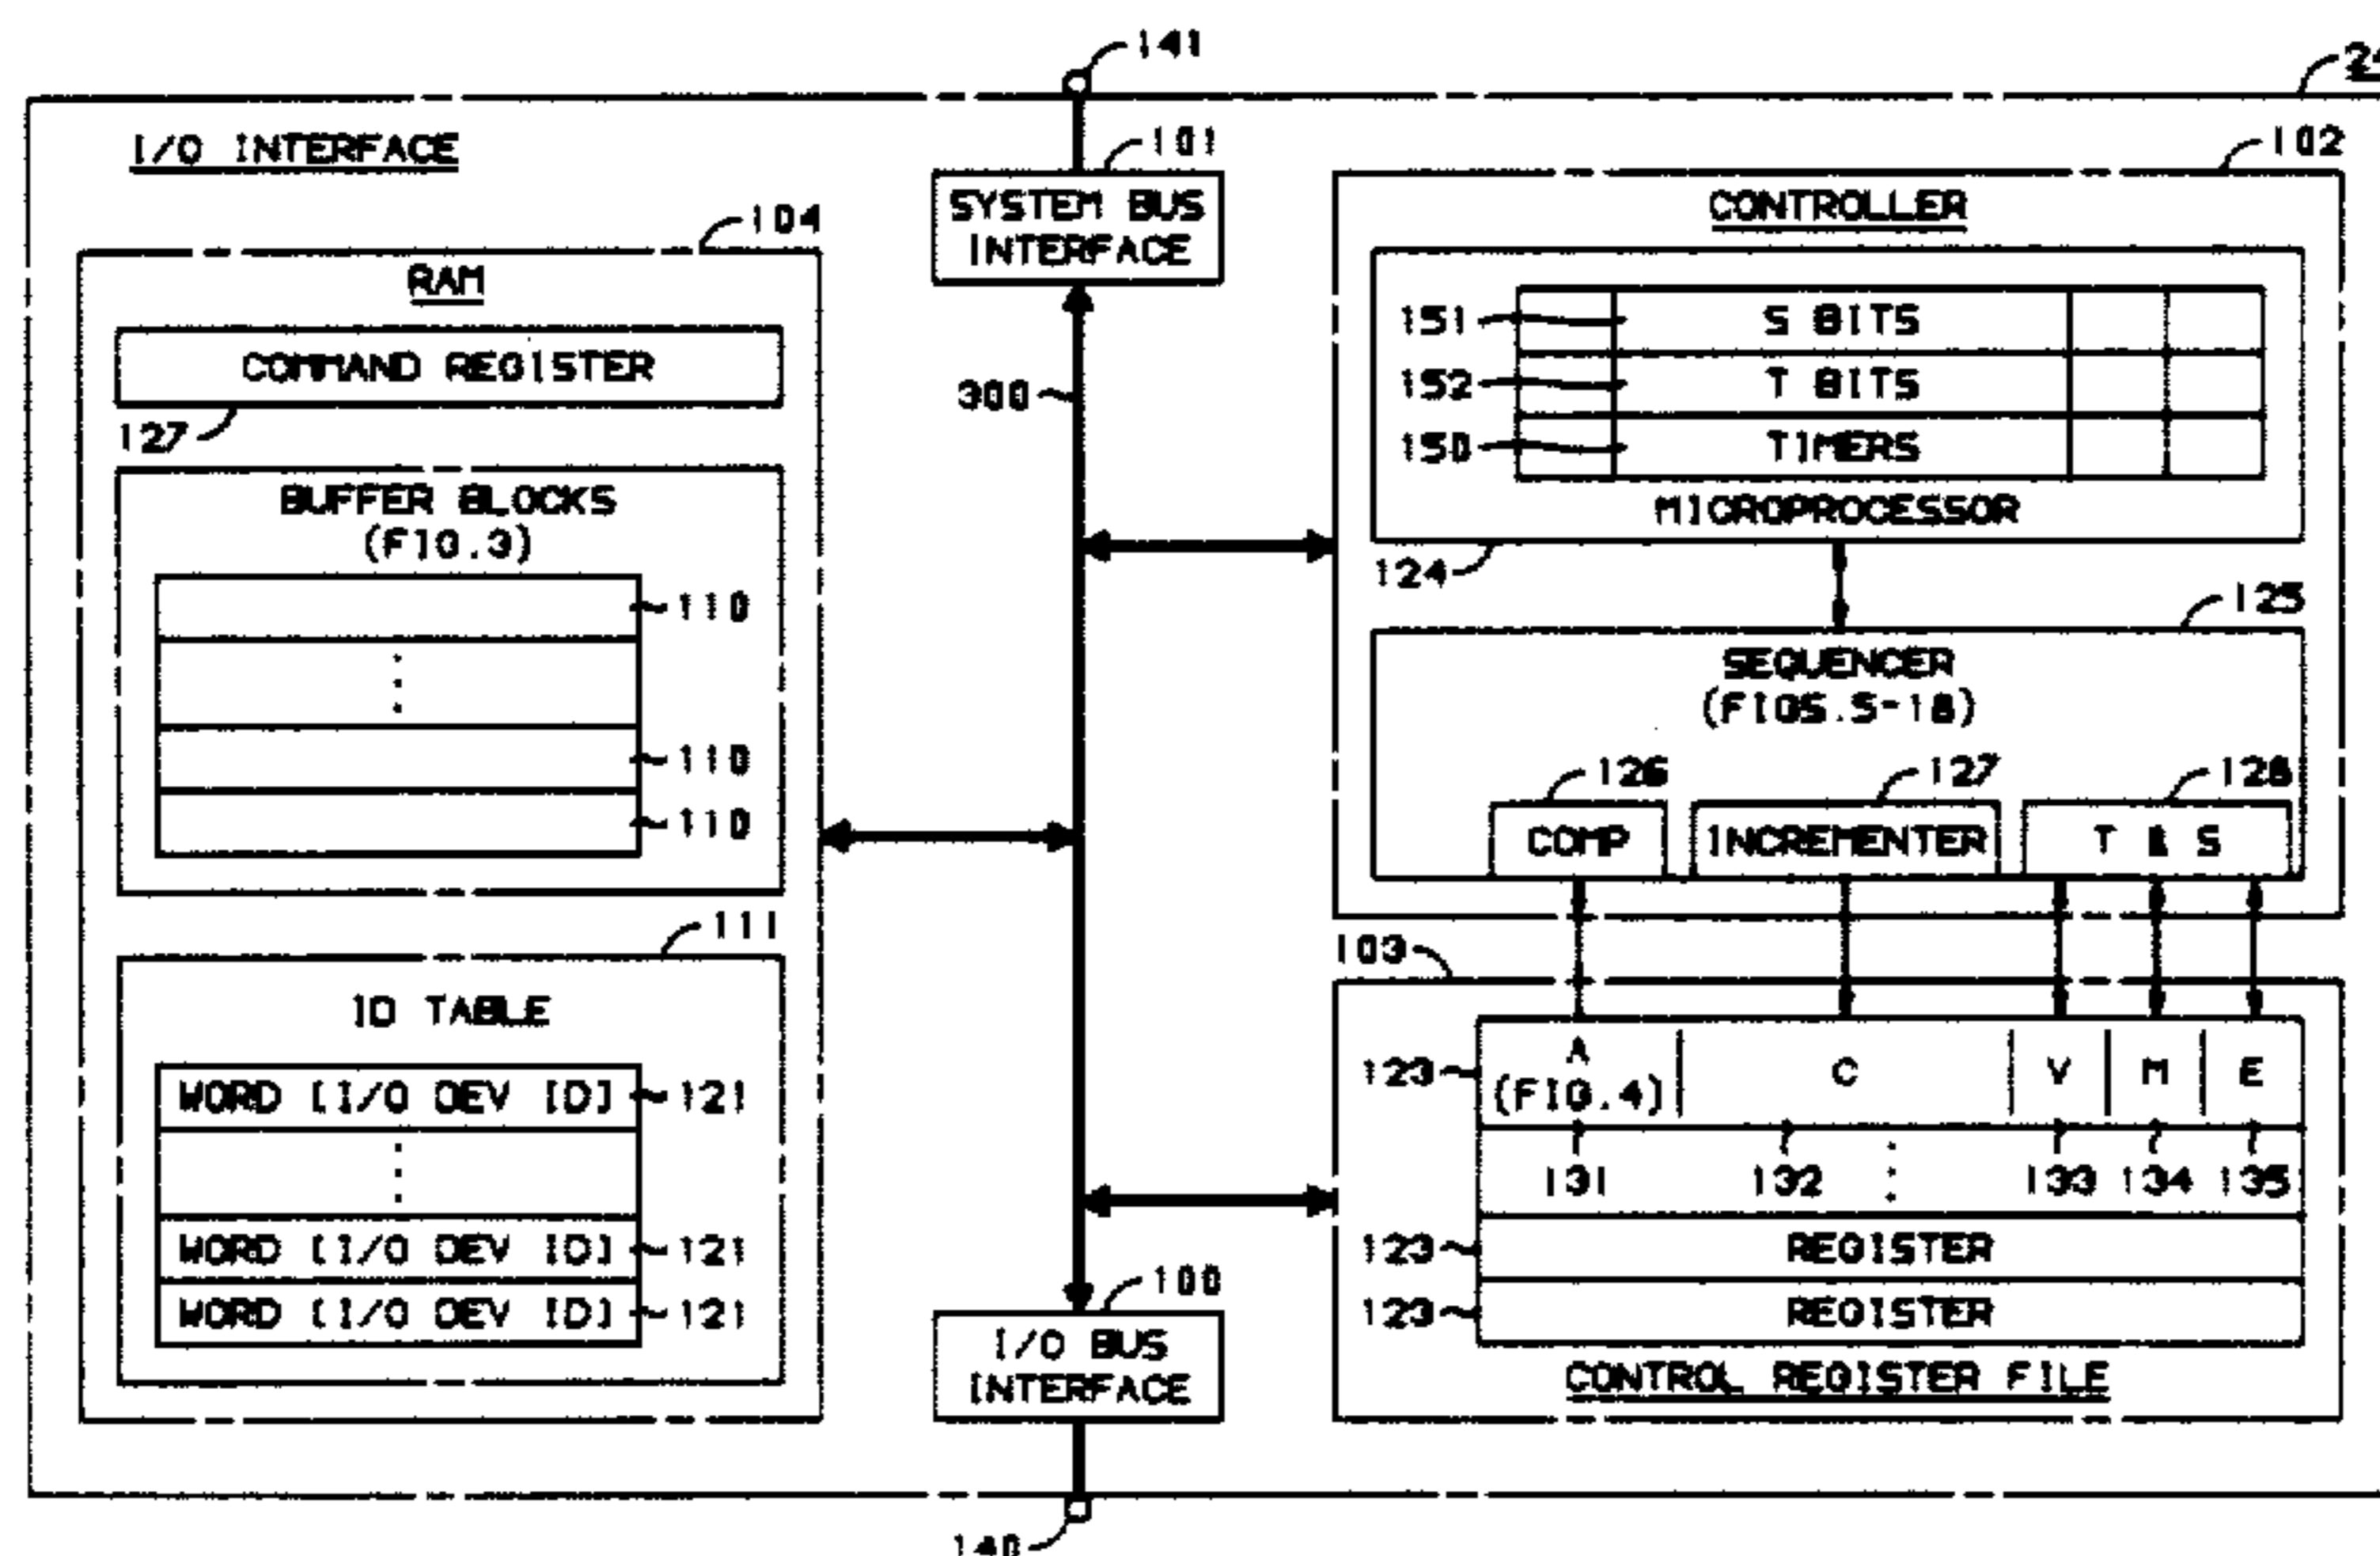 141
I/O INTERFACE
101
SYSTEM BUS
INTERFACE
102
CONTROLLER
104
RAM
COMMAND REGISTER
127
BUFFER BLOCKS
(FIG.3)
110
110
110
111
ID TABLE
WORD [I/O DEV ID] 121
WORD [I/O DEV ID] 121
WORD [I/O DEV ID] 121
300
100
I/O BUS
INTERFACE
140
151 S BITS
152 T BITS
150 TIMERS
MICROPROCESSOR
124
125
SEQUENCER
(FIGS.5-18)
126 127 128
COMP INCREMENTER T & S
103
123 A C V M E
(FIG.4)
131 132 133 134 135
123 REGISTER
123 REGISTER
CONTROL REGISTER FILE